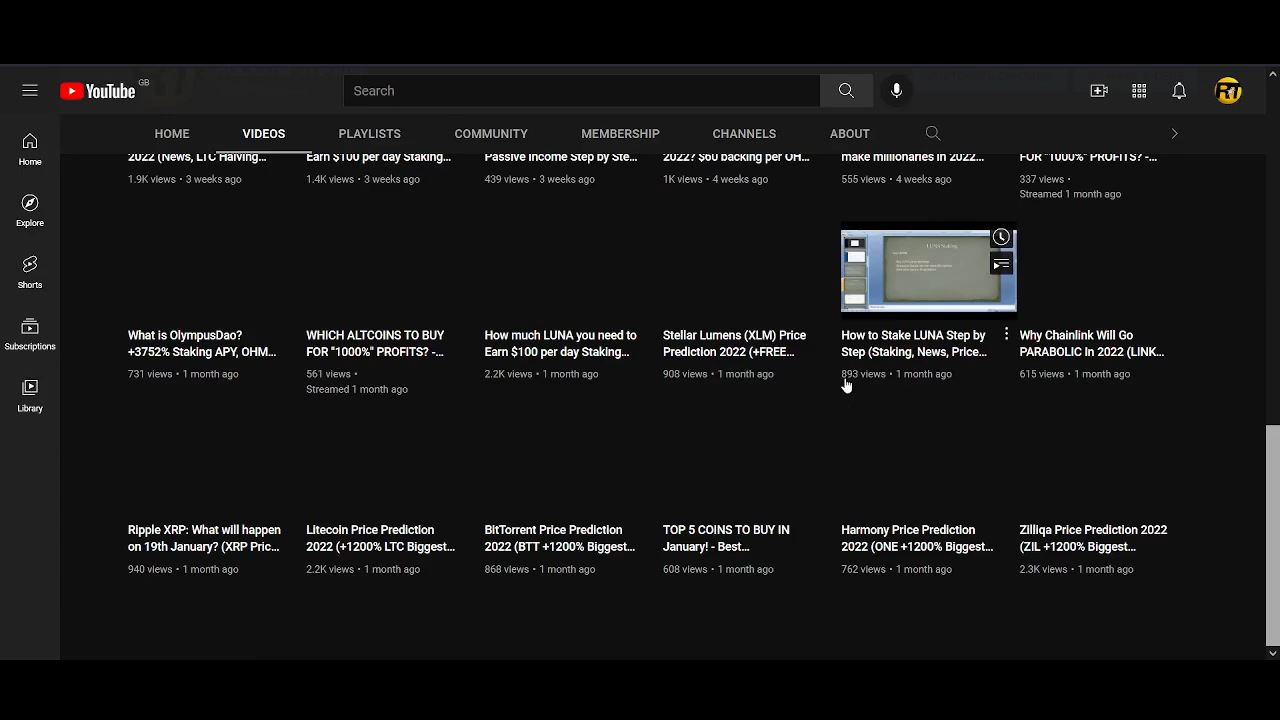 YouTube GB
Search
HOME VIDEOS PLAYLISTS COMMUNITY MEMBERSHIP CHANNELS ABOUT
Home
Explore
Shorts
Subscriptions
Library
2022 (News, LTC Halving...
1.9K views • 3 weeks ago
Earn $100 per day Staking...
1.4K views • 3 weeks ago
Passive Income Step by Ste...
439 views • 3 weeks ago
2022? $60 backing per OH...
1K views • 4 weeks ago
make millionaires in 2022...
555 views • 4 weeks ago
FOR "1000%" PROFITS? -...
337 views •
Streamed 1 month ago
What is OlympusDao?
+3752% Staking APY, OHM...
731 views • 1 month ago
WHICH ALTCOINS TO BUY
FOR "1000%" PROFITS? -...
561 views •
Streamed 1 month ago
How much LUNA you need to
Earn $100 per day Staking...
2.2K views • 1 month ago
Stellar Lumens (XLM) Price
Prediction 2022 (+FREE...
908 views • 1 month ago
LUNA Staking
How to Stake LUNA Step by
Step (Staking, News, Price...
893 views • 1 month ago
Why Chainlink Will Go
PARABOLIC In 2022 (LINK...
615 views • 1 month ago
Ripple XRP: What will happen
on 19th January? (XRP Pric...
940 views • 1 month ago
Litecoin Price Prediction
2022 (+1200% LTC Biggest...
2.2K views • 1 month ago
BitTorrent Price Prediction
2022 (BTT +1200% Biggest...
868 views • 1 month ago
TOP 5 COINS TO BUY IN
January! - Best...
608 views • 1 month ago
Harmony Price Prediction
2022 (ONE +1200% Biggest...
762 views • 1 month ago
Zilliqa Price Prediction 2022
(ZIL +1200% Biggest...
2.3K views • 1 month ago